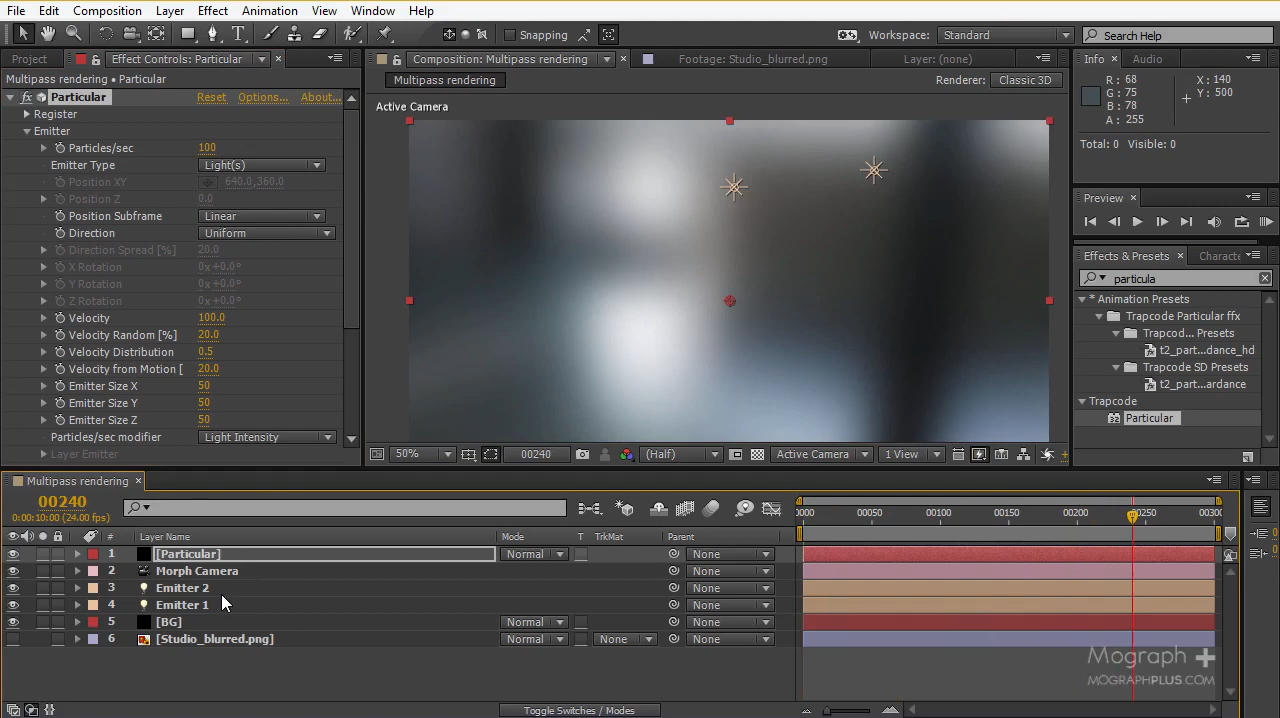 File Edit Composition Layer Effect Animation View Window Help
Snapping Workspace: Standard Search Help
Project Effect Controls: Particular Composition: Multipass rendering Footage: Studio_blurred.png Layer: (none) Info Audio
Multipass rendering • Particular
fx Particular Reset Options... About...
Register
Emitter
Particles/sec 100
Emitter Type Light(s)
Position XY 640.0,360.0
Position Z 0.0
Position Subframe Linear
Direction Uniform
Direction Spread [%] 20.0
X Rotation 0x+0.0°
Y Rotation 0x+0.0°
Z Rotation 0x+0.0°
Velocity 100.0
Velocity Random [%] 20.0
Velocity Distribution 0.5
Velocity from Motion [ 20.0
Emitter Size X 50
Emitter Size Y 50
Emitter Size Z 50
Particles/sec modifier Light Intensity
Layer Emitter
Multipass rendering Renderer: Classic 3D
Active Camera
50% 00240 (Half) Active Camera 1 View
R: 68
G: 75
B: 78
A: 255
X: 140
Y: 500
Total: 0 Visible: 0
Preview
Effects & Presets Characte
particula
* Animation Presets
Trapcode Particular ffx
Trapcod... Presets
t2_part...dance_hd
Trapcode SD Presets
t2_part...ardance
Trapcode
32 Particular
Multipass rendering
00240
0:00:10:00 (24.00 fps)
0000 00050 00100 00150 00200 00250 00300
# Layer Name Mode T TrkMat Parent
1 [Particular] Normal None
2 Morph Camera None
3 Emitter 2 None
4 Emitter 1 None
5 [BG] Normal None
6 [Studio_blurred.png] Normal None None
Toggle Switches / Modes
Mograph +
MOGRAPHPLUS.COM